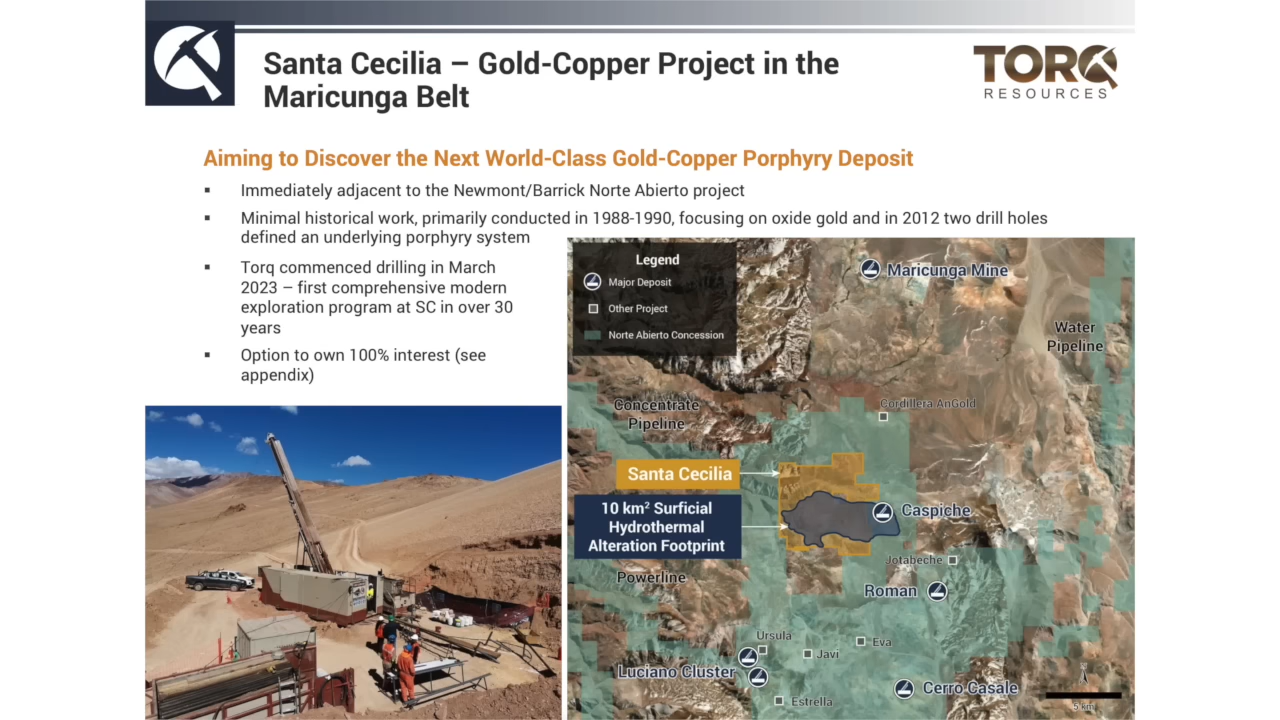 Santa Cecilia – Gold-Copper Project in the
Maricunga Belt
TORQ
RESOURCES
Aiming to Discover the Next World-Class Gold-Copper Porphyry Deposit
▪ Immediately adjacent to the Newmont/Barrick Norte Abierto project
▪ Minimal historical work, primarily conducted in 1988-1990, focusing on oxide gold and in 2012 two drill holes
defined an underlying porphyry system
▪ Torq commenced drilling in March
2023 – first comprehensive modern
exploration program at SC in over 30
years
▪ Option to own 100% interest (see
appendix)
Legend
Major Deposit
Other Project
Norte Abierto Concession
Maricunga Mine
Water
Pipeline
Concentrate
Pipeline
Cordillera AnGold
Santa Cecilia
10 km² Surficial
Hydrothermal
Alteration Footprint
Caspiche
Jotabeche
Powerline
Roman
Ursula
Eva
Javi
Luciano Cluster
Estrella
Cerro Casale
N
5 km